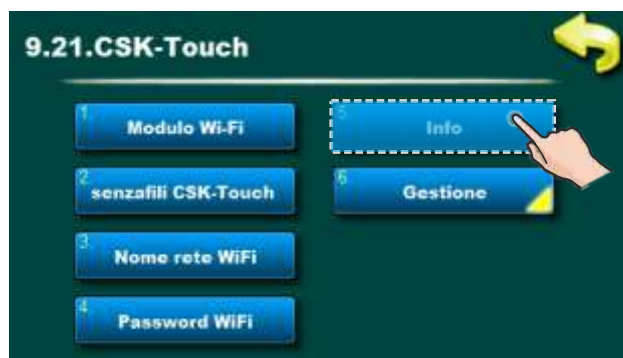 9.21.CSK-Touch
1
Modulo Wi-Fi
2
senzafili CSK-Touch
3
Nome rete WiFi
4
Password WiFi
5
Info
6
Gestione